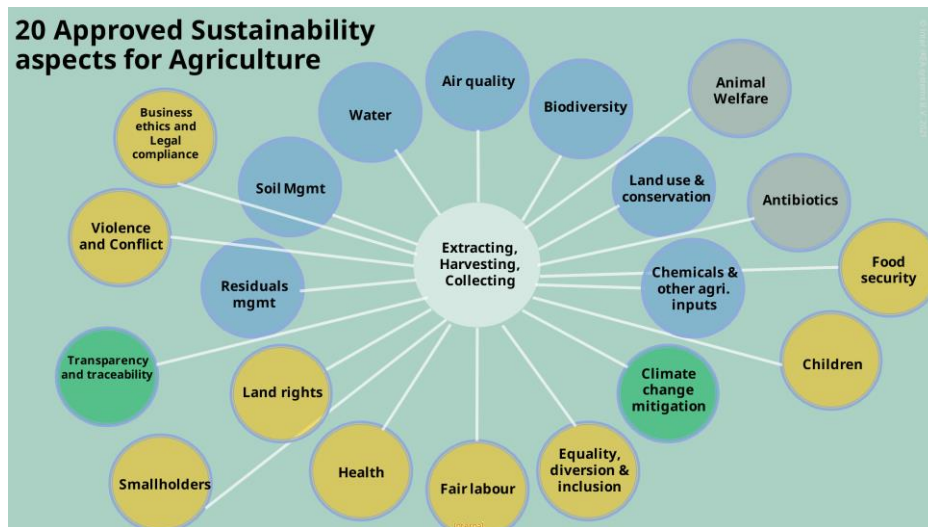 20 Approved Sustainability
aspects for Agriculture
Air quality
Animal
Welfare
Water
Biodiversity
Business
ethics and
Legal
compliance
Soil Mgmt
Land use &
conservation
Antibiotics
Violence
and Conflict
Extracting,
Harvesting,
Collecting
Food
security
Residuals
mgmt
Chemicals &
other agri.
inputs
Transparency
and traceability
Children
Climate
change
mitigation
Land rights
Smallholders
Health
Fair labour
Equality,
diversion &
inclusion